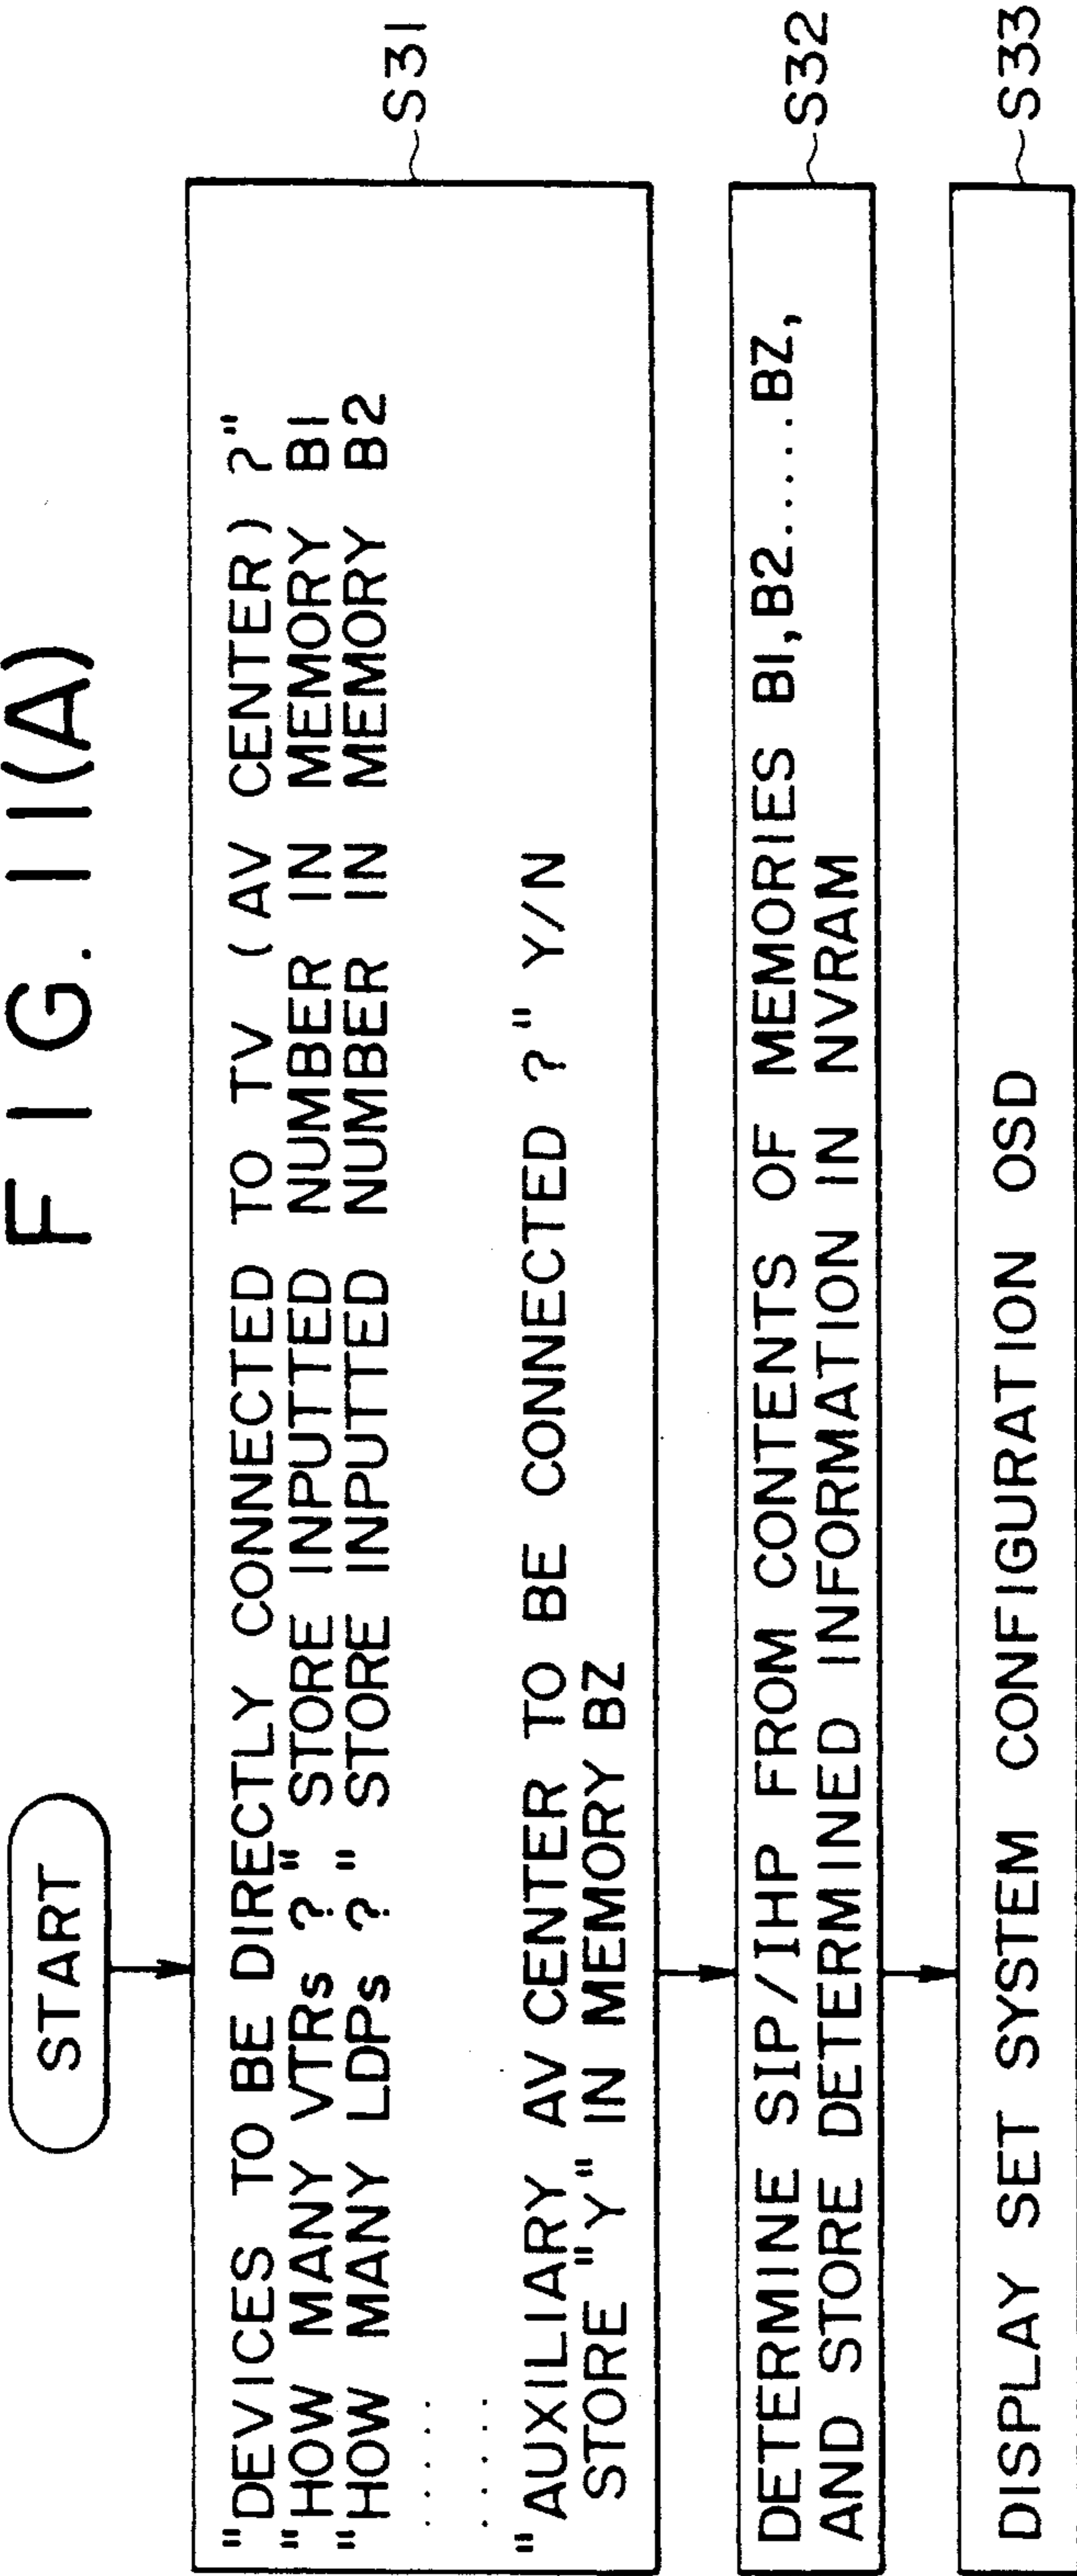 FIG. 11(A)
START
"DEVICES TO BE DIRECTLY CONNECTED TO TV (AV CENTER) ?"
"HOW MANY VTRs ?" STORE INPUTTED NUMBER IN MEMORY B1
"HOW MANY LDPs ?" STORE INPUTTED NUMBER IN MEMORY B2
.....
.....
"AUXILIARY AV CENTER TO BE CONNECTED ?" Y/N
STORE "Y" IN MEMORY BZ
S31
DETERMINE SIP/IHP FROM CONTENTS OF MEMORIES B1,B2.....BZ,
AND STORE DETERMINED INFORMATION IN NVRAM
S32
DISPLAY SET SYSTEM CONFIGURATION OSD
S33